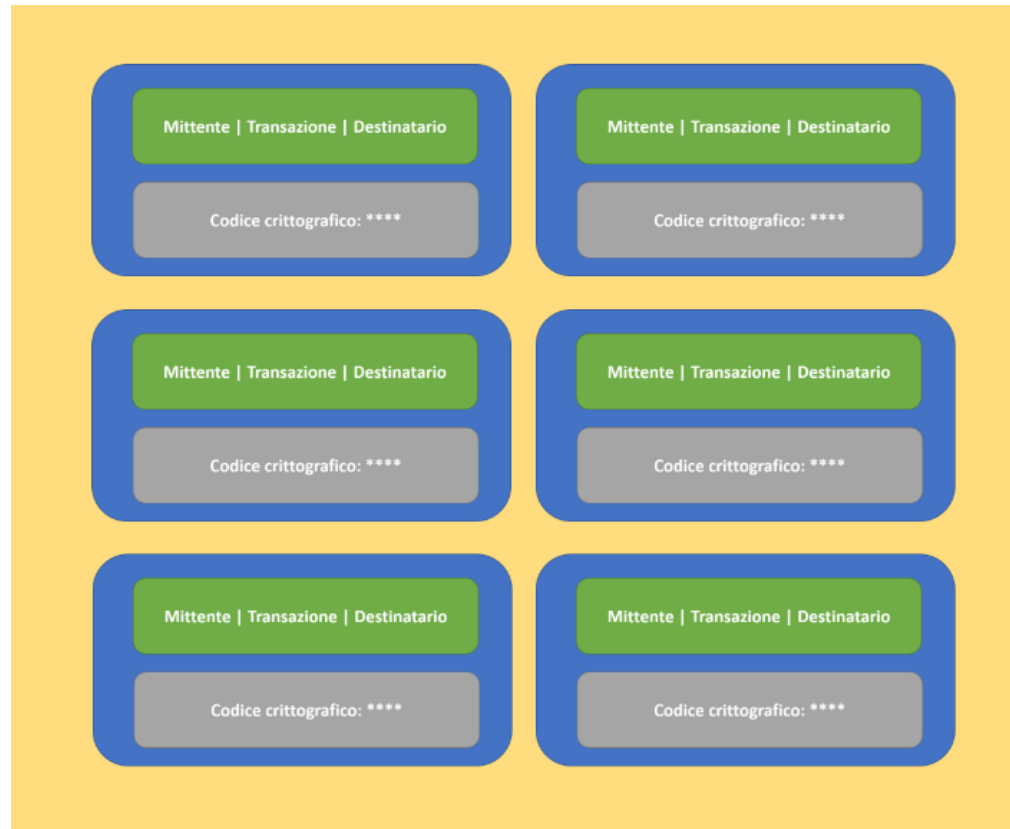 Mittente | Transazione | Destinatario
Codice crittografico: ****
Mittente | Transazione | Destinatario
Codice crittografico: ****
Mittente | Transazione | Destinatario
Codice crittografico: ****
Mittente | Transazione | Destinatario
Codice crittografico: ****
Mittente | Transazione | Destinatario
Codice crittografico: ****
Mittente | Transazione | Destinatario
Codice crittografico: ****